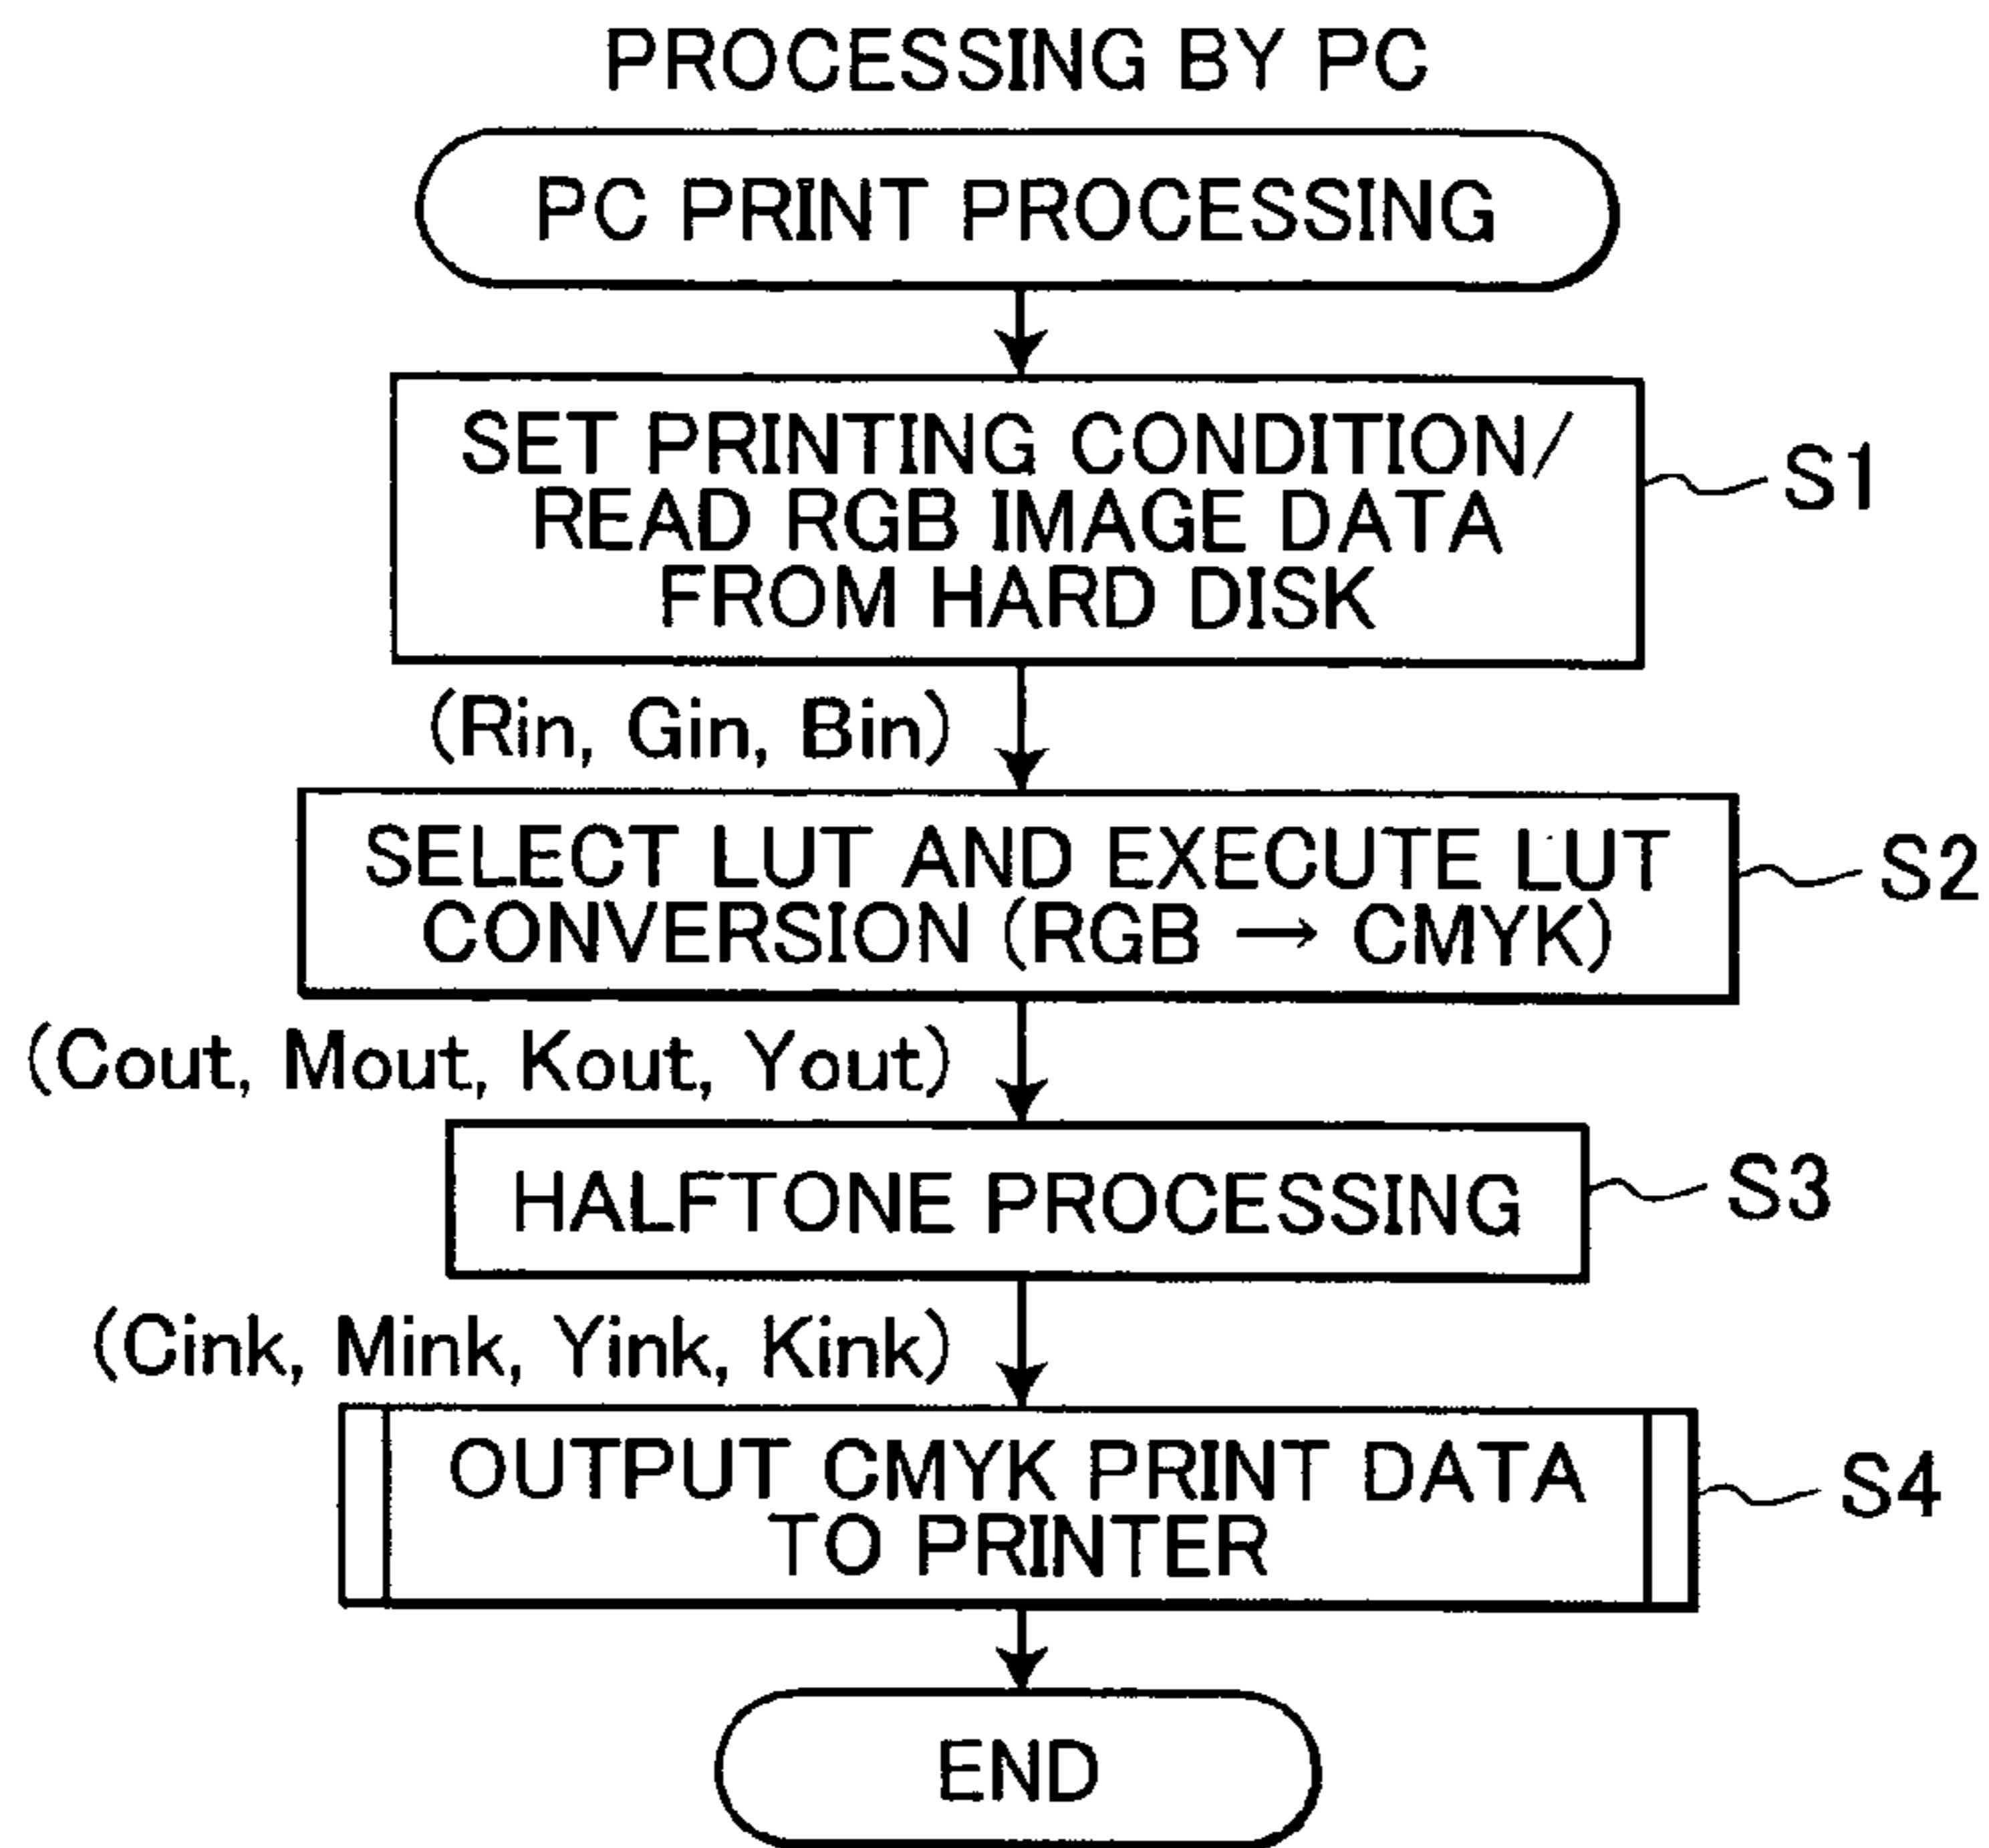 PROCESSING BY PC
PC PRINT PROCESSING
SET PRINTING CONDITION/
READ RGB IMAGE DATA
FROM HARD DISK
S1
(Rin, Gin, Bin)
SELECT LUT AND EXECUTE LUT
CONVERSION (RGB → CMYK)
S2
(Cout, Mout, Kout, Yout)
HALFTONE PROCESSING
S3
(Cink, Mink, Yink, Kink)
OUTPUT CMYK PRINT DATA
TO PRINTER
S4
END